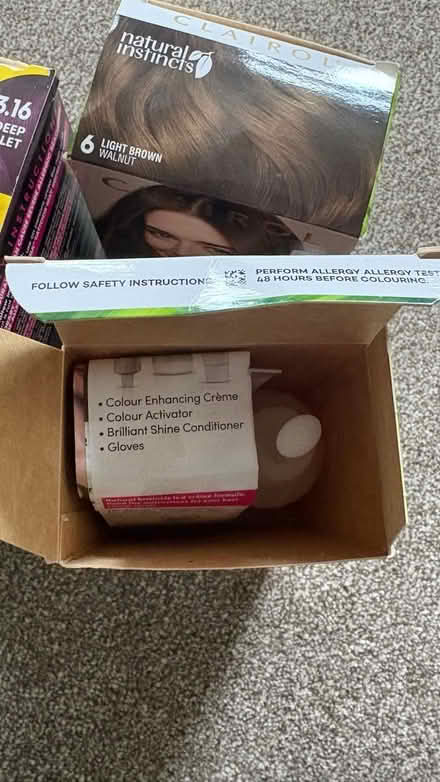 CLAIROL
natural
instincts
6 LIGHT BROWN
WALNUT
3.16
DEEP
LET
FOLLOW SAFETY INSTRUCTIONS
PERFORM ALLERGY ALLERGY TEST
48 HOURS BEFORE COLOURING
• Colour Enhancing Crème
• Colour Activator
• Brilliant Shine Conditioner
• Gloves